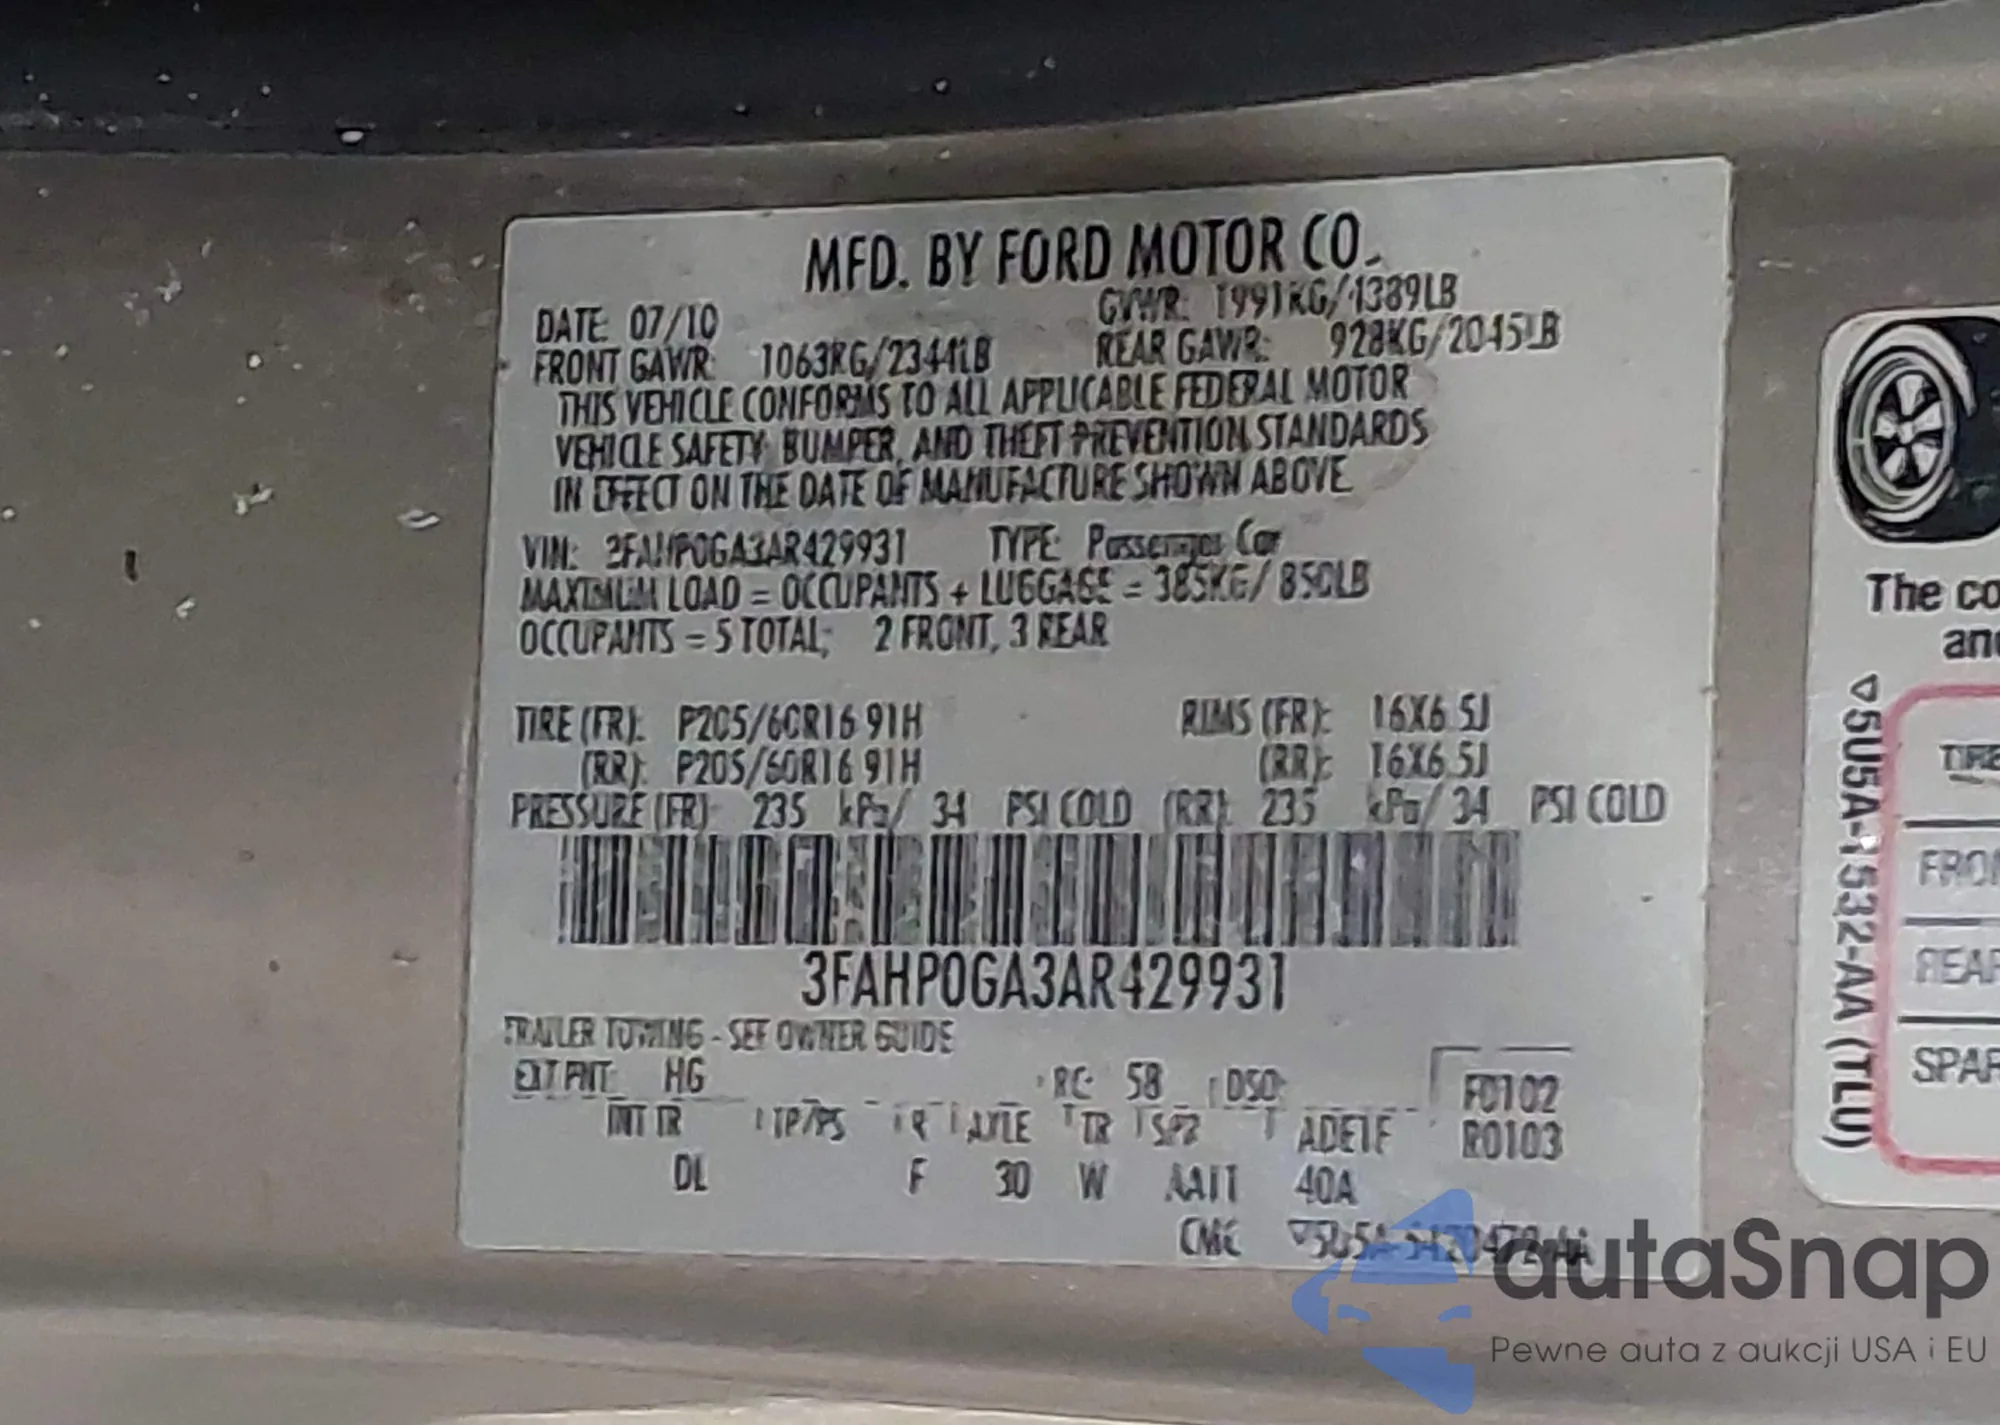 MFD. BY FORD MOTOR CO.
DATE: 07/10 GVWR: 1991KG/4389LB
FRONT GAWR: 1063KG/2344LB REAR GAWR: 928KG/2045LB
THIS VEHICLE CONFORMS TO ALL APPLICABLE FEDERAL MOTOR
VEHICLE SAFETY, BUMPER, AND THEFT PREVENTION STANDARDS
IN EFFECT ON THE DATE OF MANUFACTURE SHOWN ABOVE.
VIN: 3FAHP0GA3AR429931 TYPE: Passenger Car
MAXIMUM LOAD = OCCUPANTS + LUGGAGE = 385KG/ 850LB
OCCUPANTS = 5 TOTAL; 2 FRONT, 3 REAR
TIRE (FR): P205/60R16 91H RIMS (FR): 16X6.5J
(RR): P205/60R16 91H (RR): 16X6.5J
PRESSURE (FR): 235 kPa/ 34 PSI COLD (RR): 235 kPa/ 34 PSI COLD
3FAHP0GA3AR429931
TRAILER TOWING - SEE OWNER GUIDE
EXT PNT: HG RC: 58 DSO:
F0102
INT TR TP/PS R AXLE TR SPR
R0103
DL F 30 W 40A
The co
and
▽5U5A-1532-AA (TLU)
TIRE
FRON
REAR
SPAR
autaSnap
Pewne auta z aukcji USA i EU